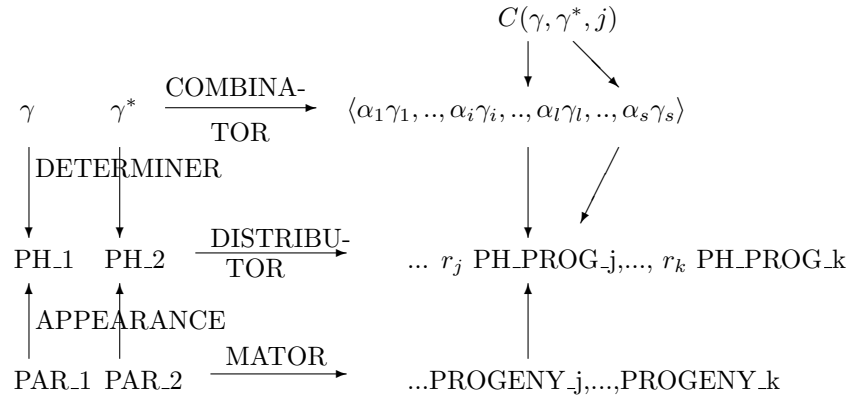 C(γ, γ*, j)
COMBINA-
γ γ* ⟨α₁γ₁, .., αᵢγᵢ, .., αₗγₗ, .., αₛγₛ⟩
TOR
DETERMINER
DISTRIBU-
PH_1 PH_2 ... rⱼ PH_PROG_j,..., rₖ PH_PROG_k
TOR
APPEARANCE
MATOR
PAR_1 PAR_2 ...PROGENY_j,...,PROGENY_k